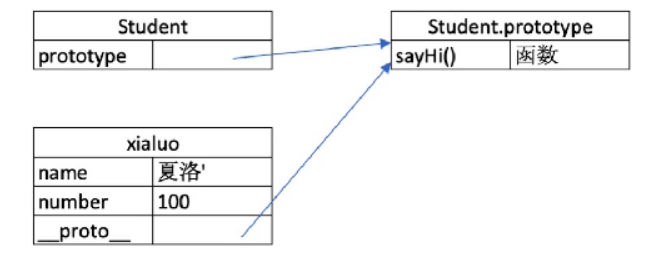 Student
prototype
Student.prototype
sayHi() 函数
xialuo
name 夏洛'
number 100
__proto__